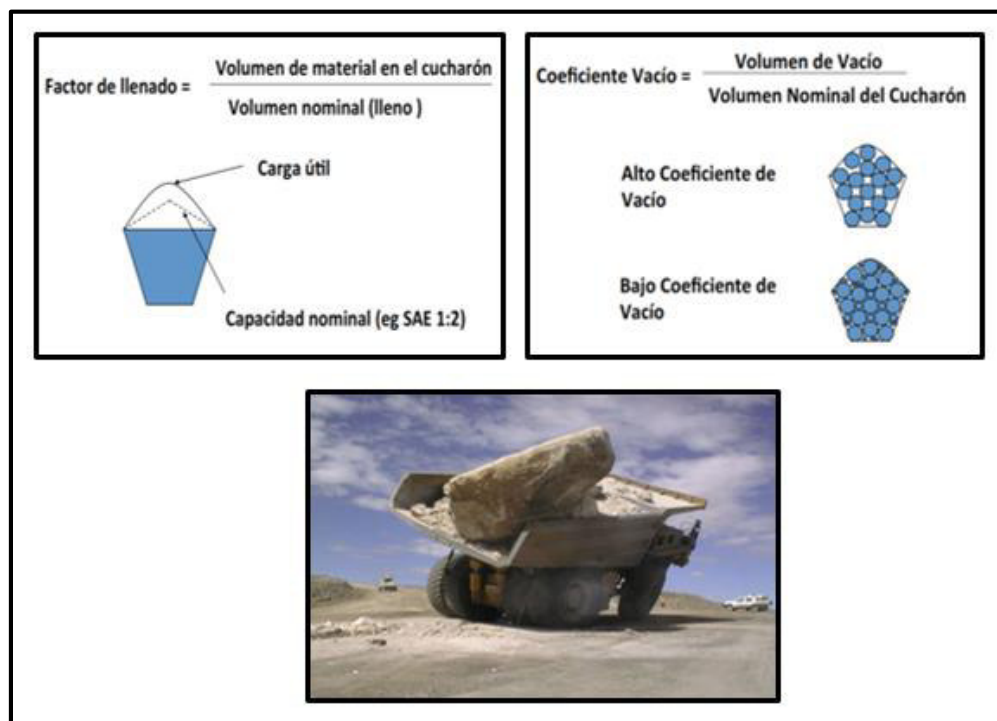 Factor de llenado =
Volumen de material en el cucharón
Volumen nominal (lleno )
Carga útil
Capacidad nominal (eg SAE 1:2)
Coeficiente Vacío =
Volumen de Vacío
Volumen Nominal del Cucharón
Alto Coeficiente de
Vacío
Bajo Coeficiente de
Vacío